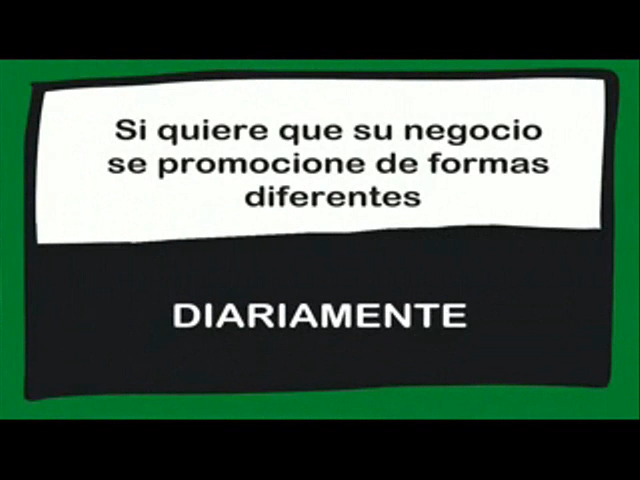 Si quiere que su negocio
se promocione de formas
diferentes
DIARIAMENTE